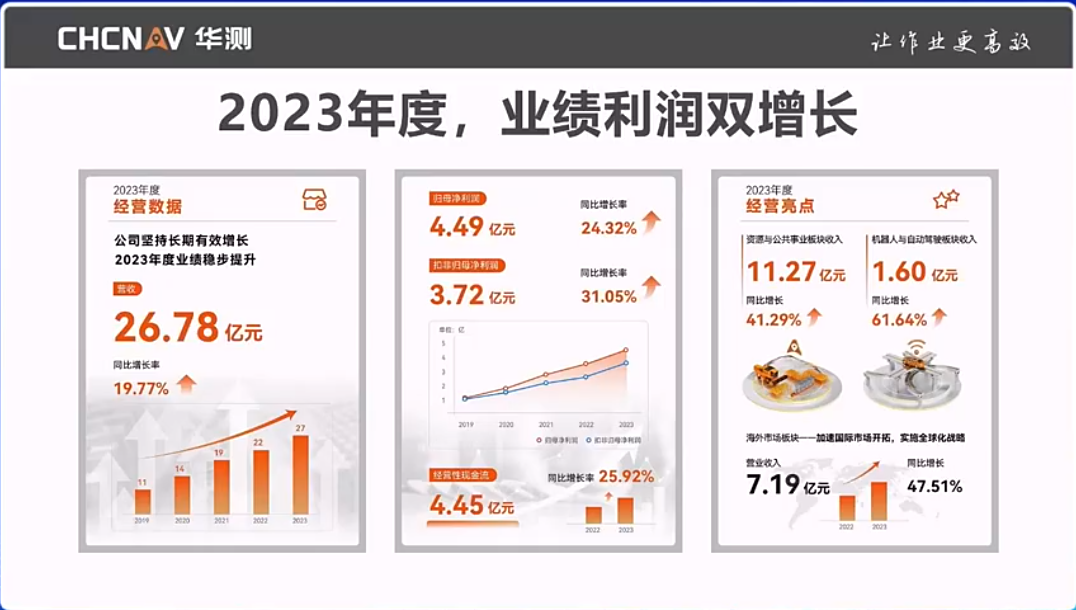 CHCNAV 华测
让作业更高效
2023年度，业绩利润双增长
2023年度
经营数据
公司坚持长期有效增长
2023年度业绩稳步提升
营收
26.78 亿元
同比增长率
19.77%
11
14
19
22
27
2019 2020 2021 2022 2023
归母净利润
4.49 亿元
同比增长率
24.32%
扣非归母净利润
3.72 亿元
同比增长率
31.05%
单位：亿
5
4
3
2
1
2019 2020 2021 2022 2023
归母净利润 扣非归母净利润
经营性现金流
4.45 亿元
同比增长率 25.92%
2022 2023
2023年度
经营亮点
资源与公共事业板块收入
11.27 亿元
同比增长
41.29%
机器人与自动驾驶板块收入
1.60 亿元
同比增长
61.64%
海外市场板块——加速国际市场开拓，实施全球化战略
营业收入
7.19 亿元
2022 2023
同比增长
47.51%